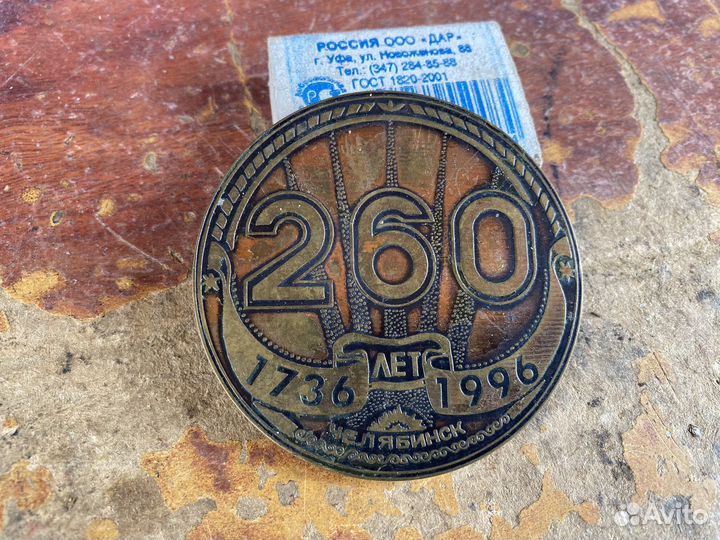 РОССИЯ ООО «ДАР»
г. Уфа, ул. Новоженова, 88
Тел.: (347) 284-85-88
ГОСТ 1820-2001
260
ЛЕТ
1736 1996
ЧЕЛЯБИНСК
Avito